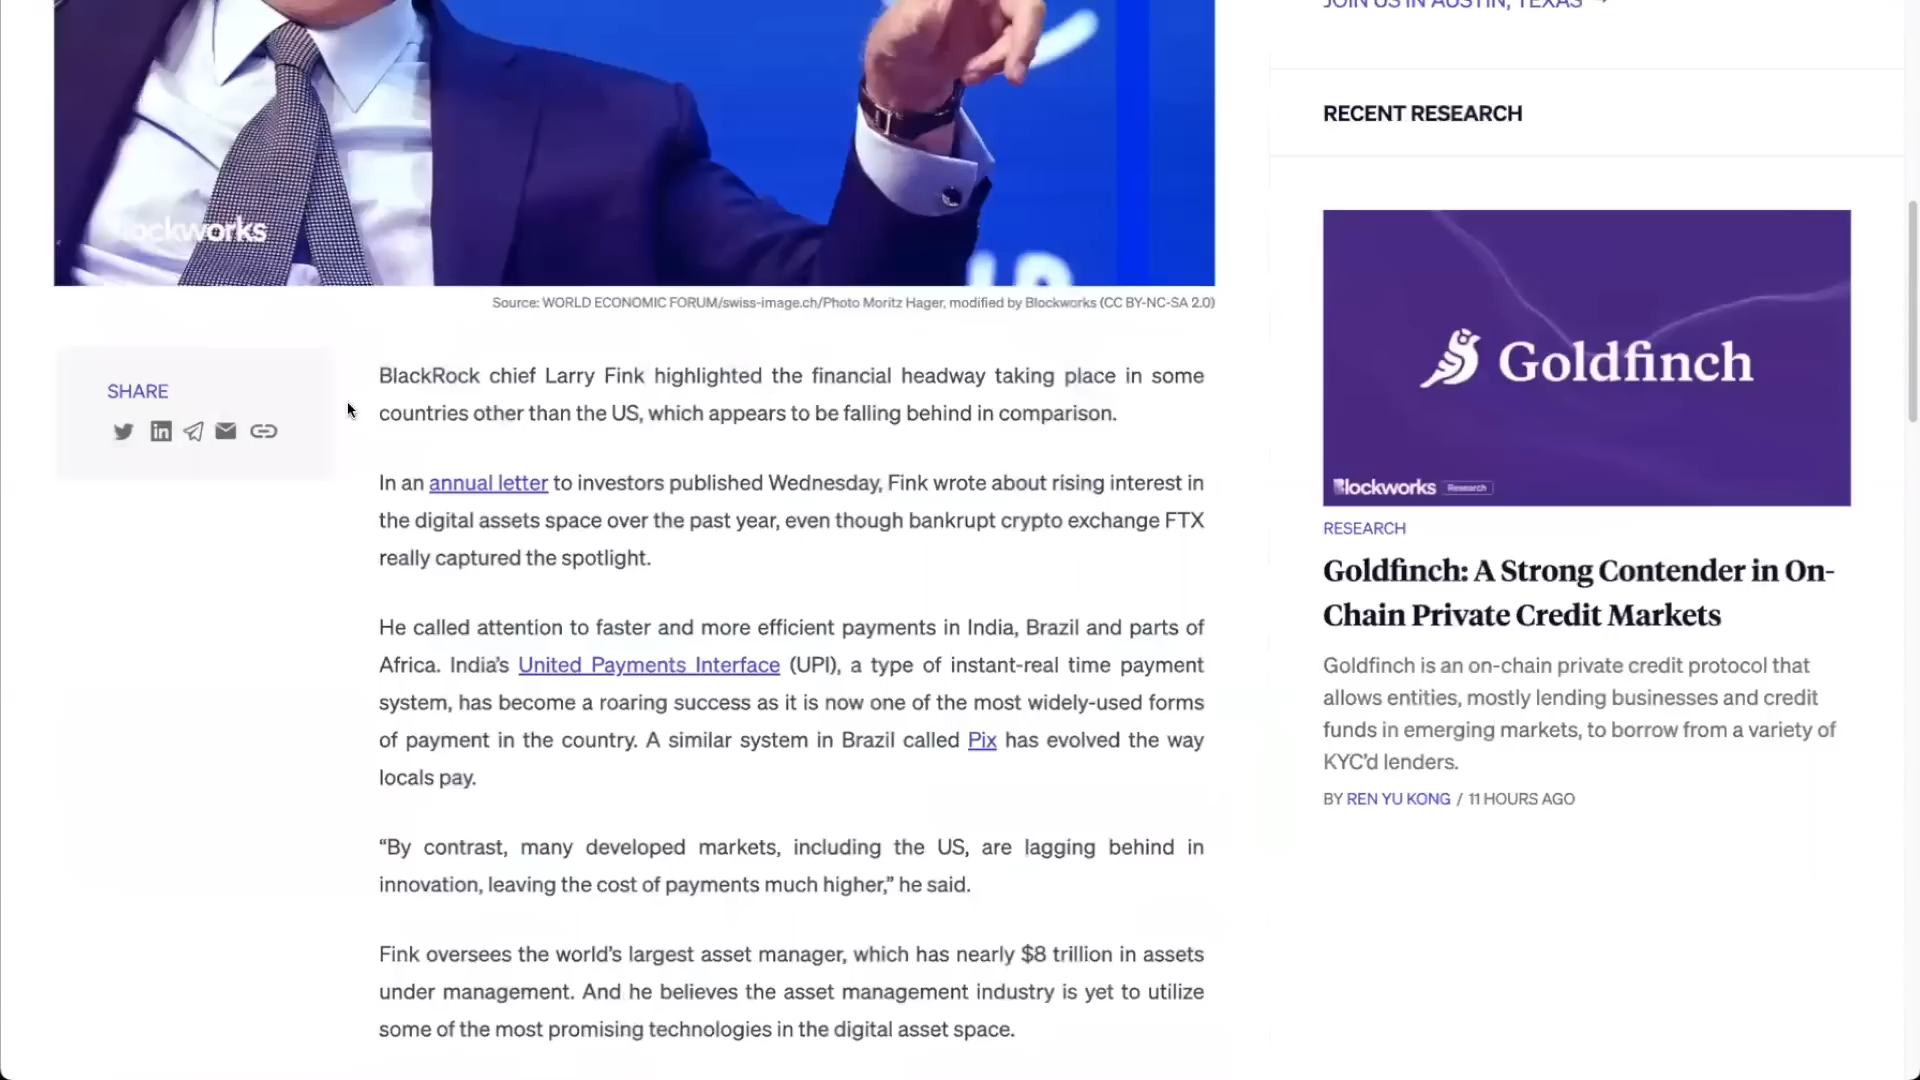 JOIN US IN AUSTIN, TEXAS →
RECENT RESEARCH
lockworks
Source: WORLD ECONOMIC FORUM/swiss-image.ch/Photo Moritz Hager, modified by Blockworks (CC BY-NC-SA 2.0)
SHARE
BlackRock chief Larry Fink highlighted the financial headway taking place in some
countries other than the US, which appears to be falling behind in comparison.
In an annual letter to investors published Wednesday, Fink wrote about rising interest in
the digital assets space over the past year, even though bankrupt crypto exchange FTX
really captured the spotlight.
He called attention to faster and more efficient payments in India, Brazil and parts of
Africa. India’s United Payments Interface (UPI), a type of instant-real time payment
system, has become a roaring success as it is now one of the most widely-used forms
of payment in the country. A similar system in Brazil called Pix has evolved the way
locals pay.
“By contrast, many developed markets, including the US, are lagging behind in
innovation, leaving the cost of payments much higher,” he said.
Fink oversees the world’s largest asset manager, which has nearly $8 trillion in assets
under management. And he believes the asset management industry is yet to utilize
some of the most promising technologies in the digital asset space.
Goldfinch
Blockworks Research
RESEARCH
Goldfinch: A Strong Contender in On-
Chain Private Credit Markets
Goldfinch is an on-chain private credit protocol that
allows entities, mostly lending businesses and credit
funds in emerging markets, to borrow from a variety of
KYC’d lenders.
BY REN YU KONG / 11 HOURS AGO